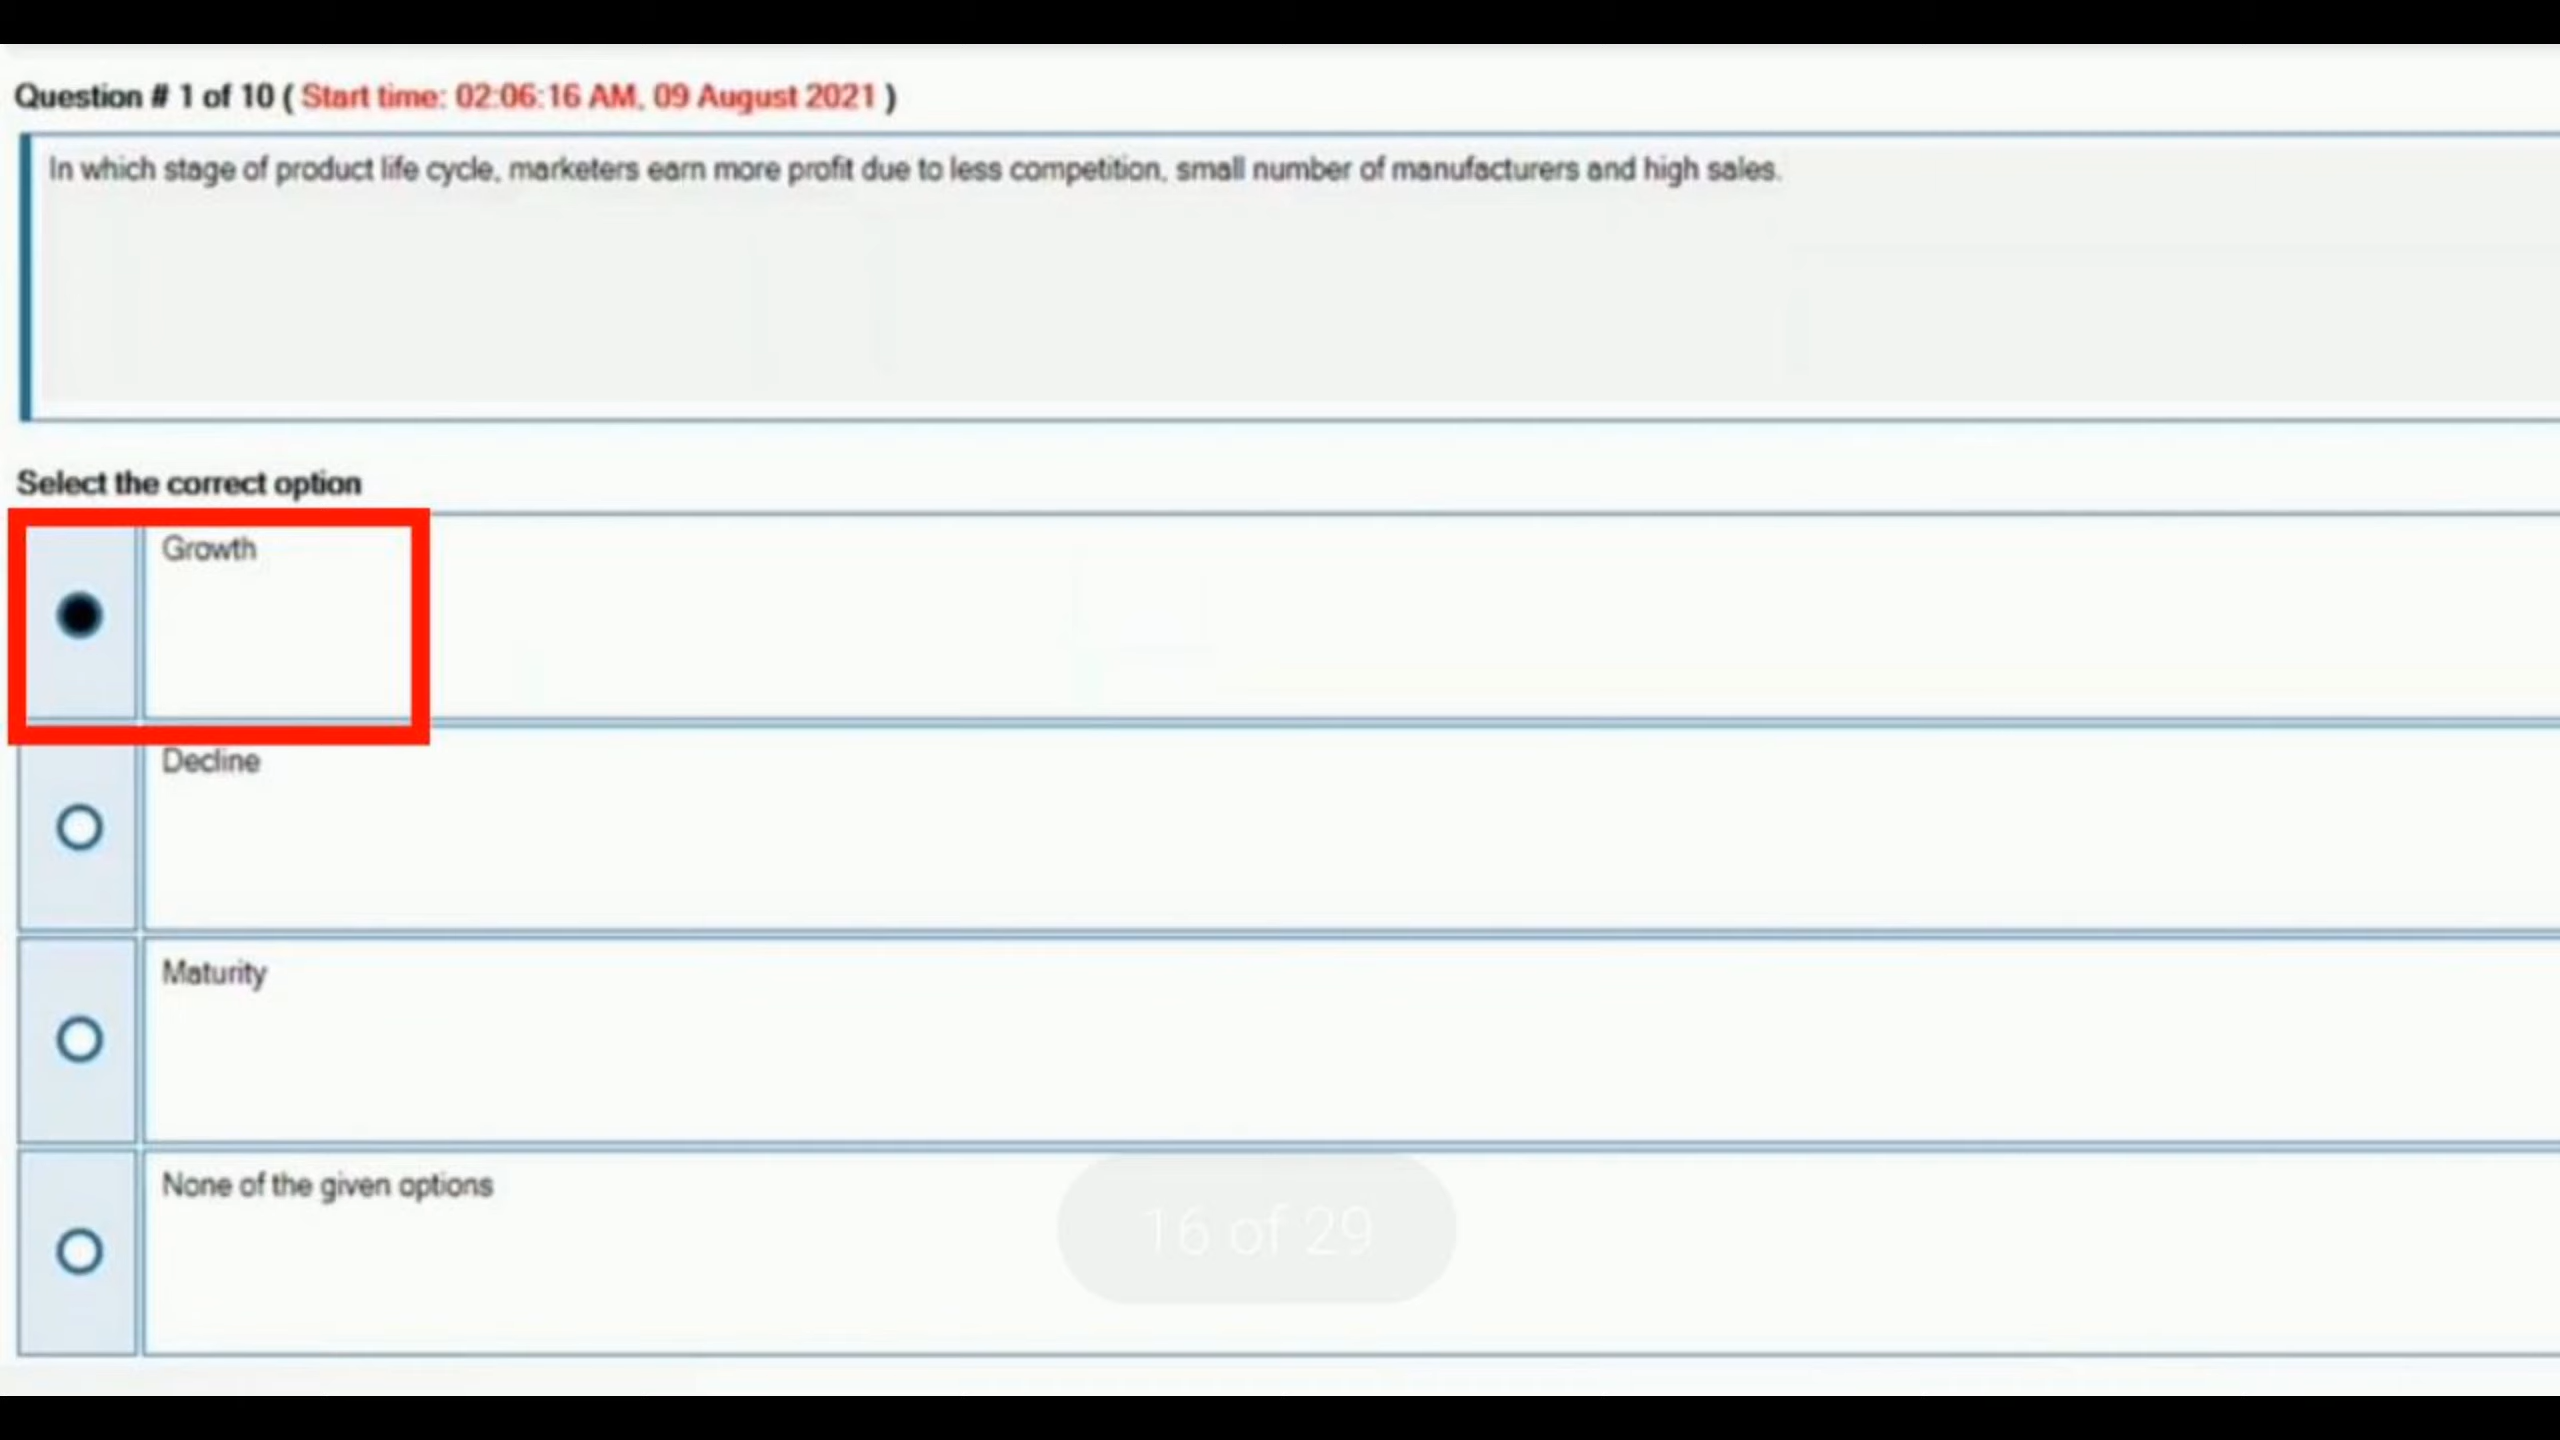 Question # 1 of 10 ( Start time: 02:06:16 AM, 09 August 2021 )
In which stage of product life cycle, marketers earn more profit due to less competition, small number of manufacturers and high sales.
Select the correct option
Growth
Decline
Maturity
None of the given options
16 of 29